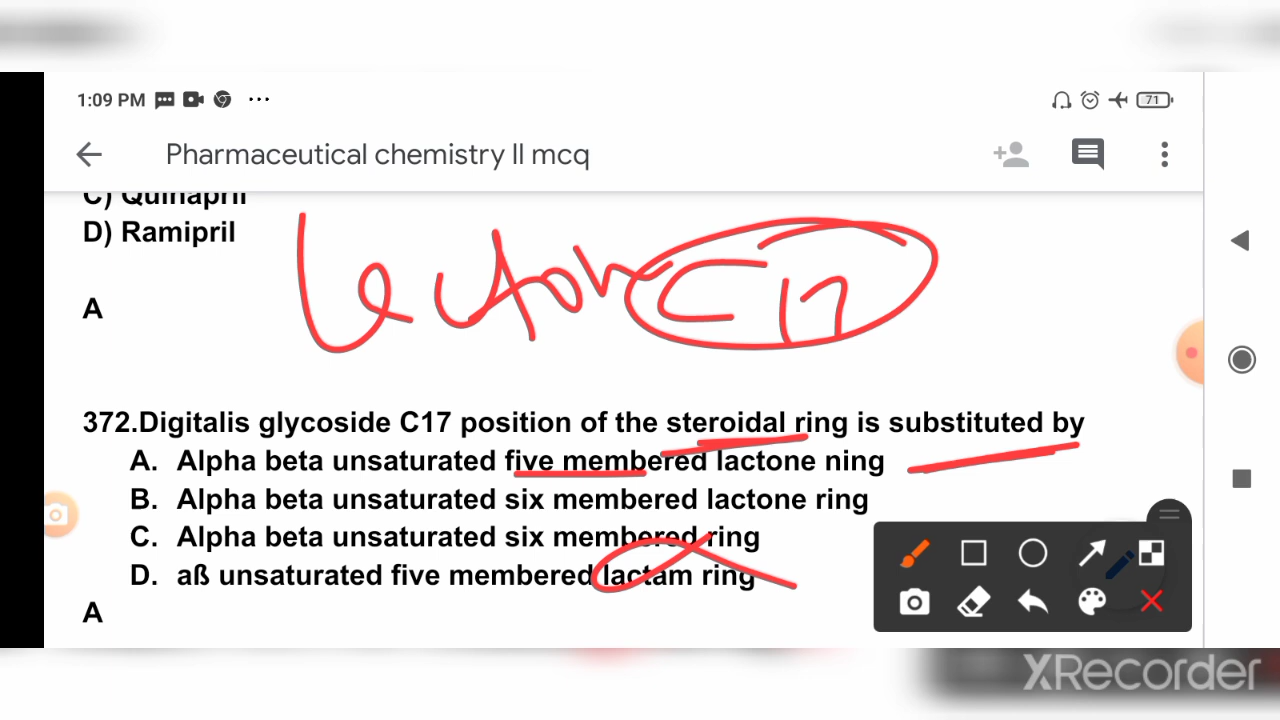 1:09 PM
71
Pharmaceutical chemistry II mcq
C) Quinapril
D) Ramipril
lecton C17
A
372.Digitalis glycoside C17 position of the steroidal ring is substituted by
A. Alpha beta unsaturated five membered lactone ning
B. Alpha beta unsaturated six membered lactone ring
C. Alpha beta unsaturated six membered ring
D. aß unsaturated five membered lactam ring
A
XRecorder